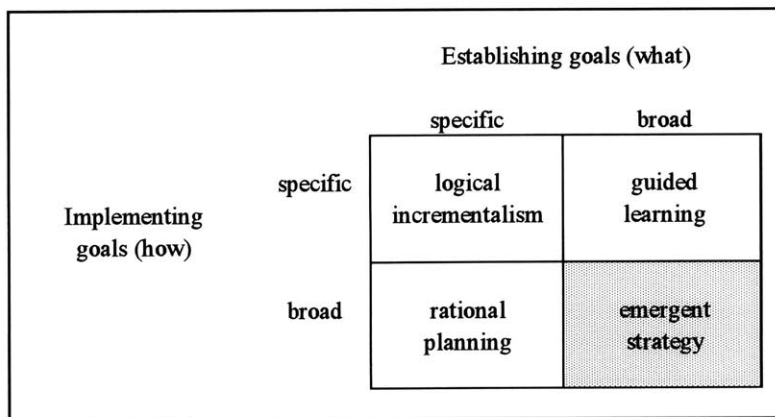 Establishing goals (what)
specific broad
specific
logical
incrementalism
guided
learning
Implementing
goals (how)
broad
rational
planning
emergent
strategy